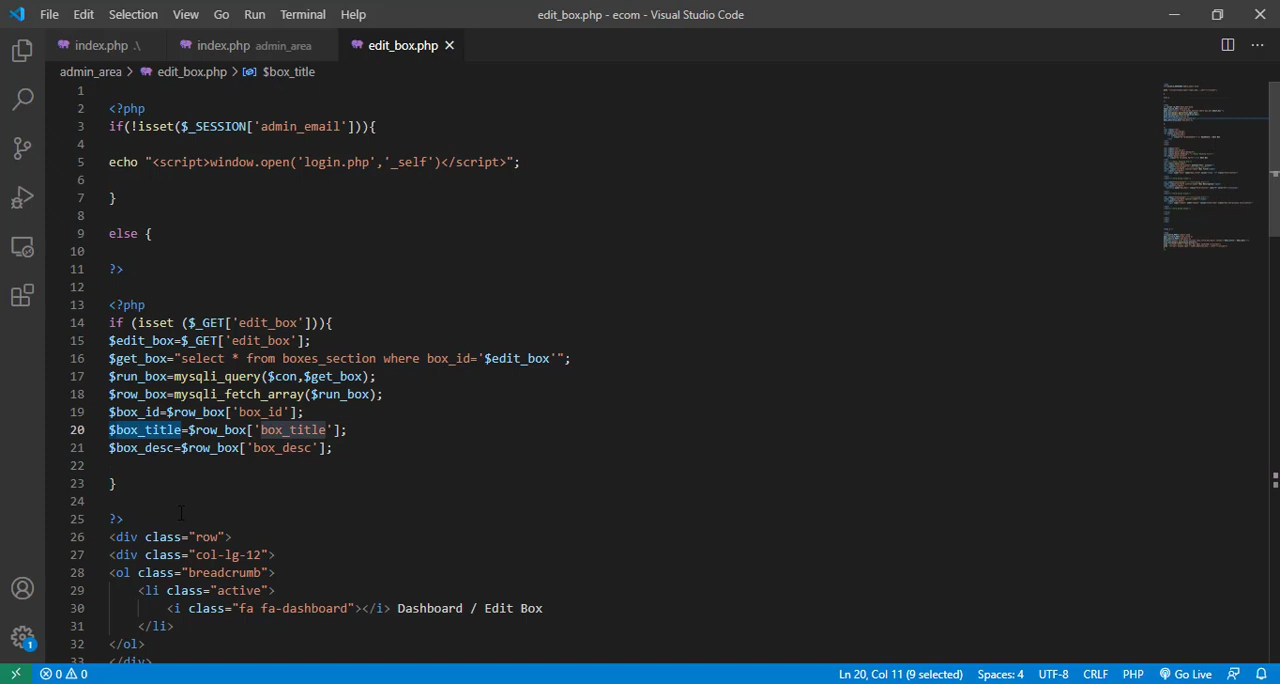 File Edit Selection View Go Run Terminal Help
edit_box.php - ecom - Visual Studio Code
index.php .\
index.php admin_area
edit_box.php
admin_area > edit_box.php > $box_title
1
2 <?php
3 if(!isset($_SESSION['admin_email'])){
4
5 echo "<script>window.open('login.php','_self')</script>";
6
7 }
8
9 else {
10
11 ?>
12
13 <?php
14 if (isset ($_GET['edit_box'])){
15 $edit_box=$_GET['edit_box'];
16 $get_box="select * from boxes_section where box_id='$edit_box'";
17 $run_box=mysqli_query($con,$get_box);
18 $row_box=mysqli_fetch_array($run_box);
19 $box_id=$row_box['box_id'];
20 $box_title=$row_box['box_title'];
21 $box_desc=$row_box['box_desc'];
22
23 }
24
25 ?>
26 <div class="row">
27 <div class="col-lg-12">
28 <ol class="breadcrumb">
29 <li class="active">
30 <i class="fa fa-dashboard"></i> Dashboard / Edit Box
31 </li>
32 </ol>
33 </div>
1
0 0
Ln 20, Col 11 (9 selected)
Spaces: 4
UTF-8
CRLF
PHP
Go Live